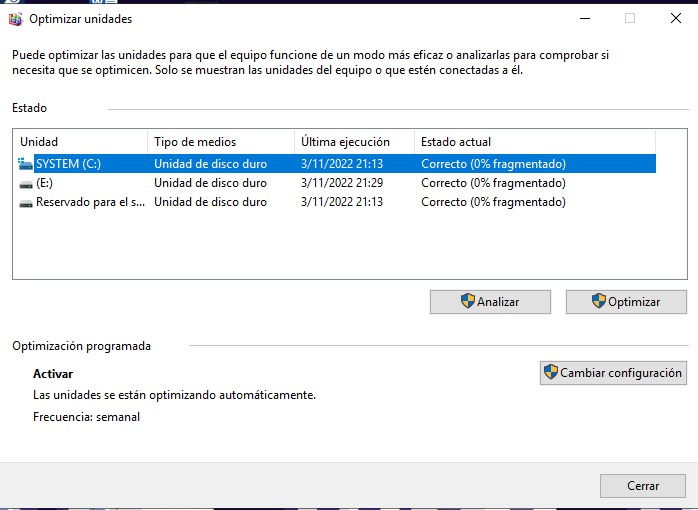 Optimizar unidades
Puede optimizar las unidades para que el equipo funcione de un modo más eficaz o analizarlas para comprobar si
necesita que se optimicen. Solo se muestran las unidades del equipo o que estén conectadas a él.
Estado
Unidad Tipo de medios Última ejecución Estado actual
SYSTEM (C:) Unidad de disco duro 3/11/2022 21:13 Correcto (0% fragmentado)
(E:) Unidad de disco duro 3/11/2022 21:29 Correcto (0% fragmentado)
Reservado para el s... Unidad de disco duro 3/11/2022 21:13 Correcto (0% fragmentado)
Analizar Optimizar
Optimización programada
Activar
Cambiar configuración
Las unidades se están optimizando automáticamente.
Frecuencia: semanal
Cerrar